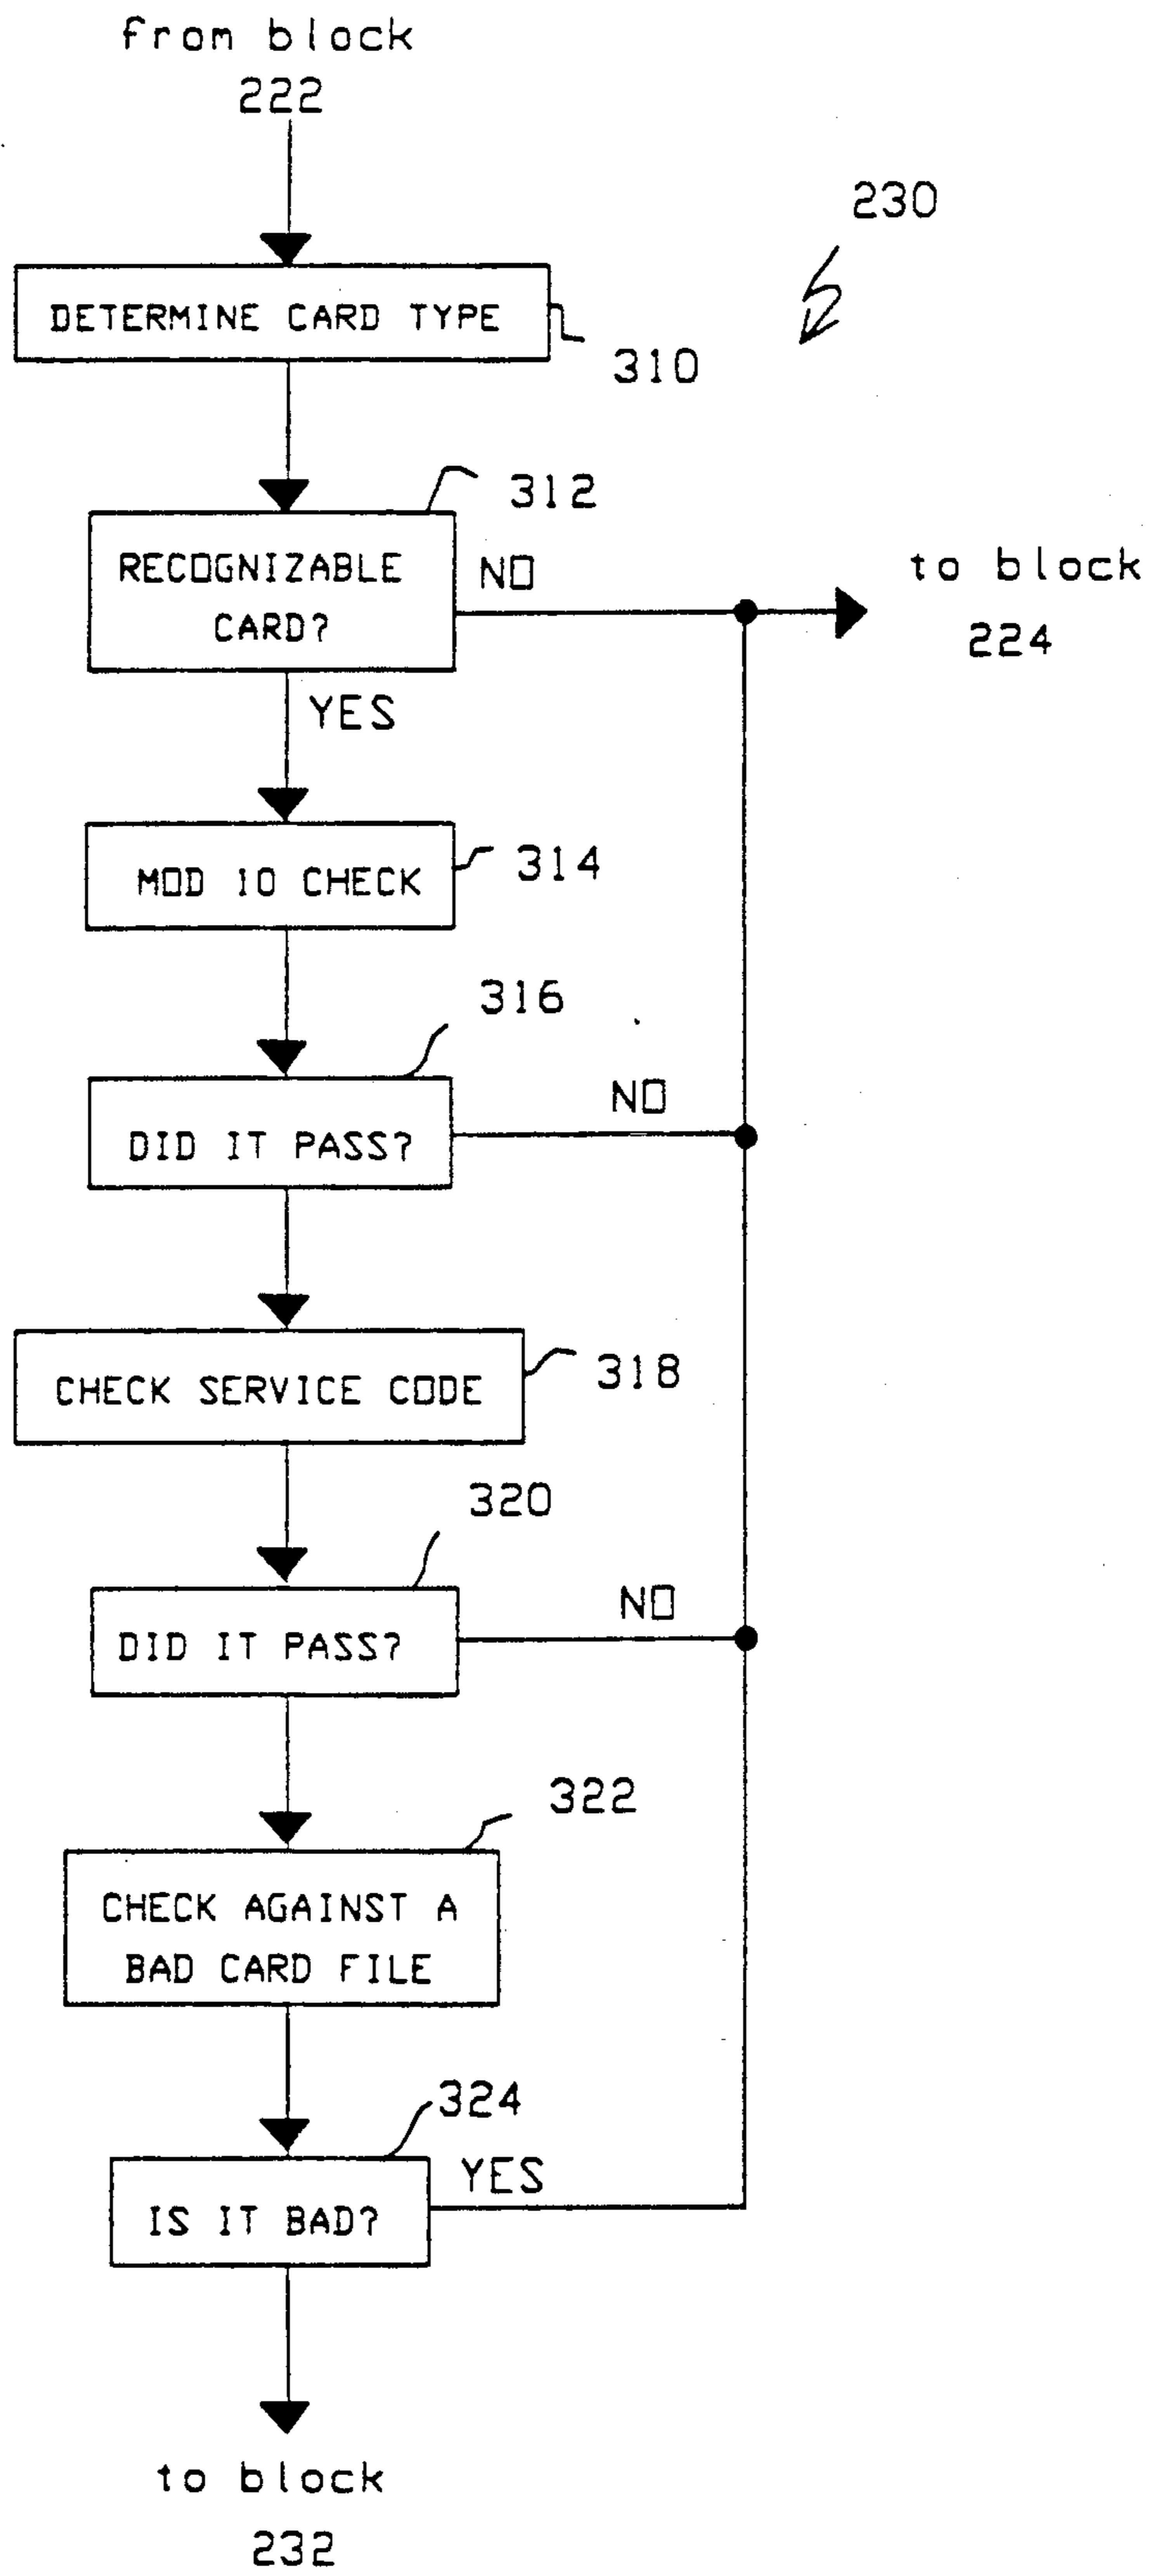 from block
222
230
DETERMINE CARD TYPE
310
312
RECOGNIZABLE
CARD?
NO
to block
224
YES
MOD 10 CHECK
314
316
DID IT PASS?
NO
CHECK SERVICE CODE
318
320
DID IT PASS?
NO
322
CHECK AGAINST A
BAD CARD FILE
324
IS IT BAD?
YES
to block
232